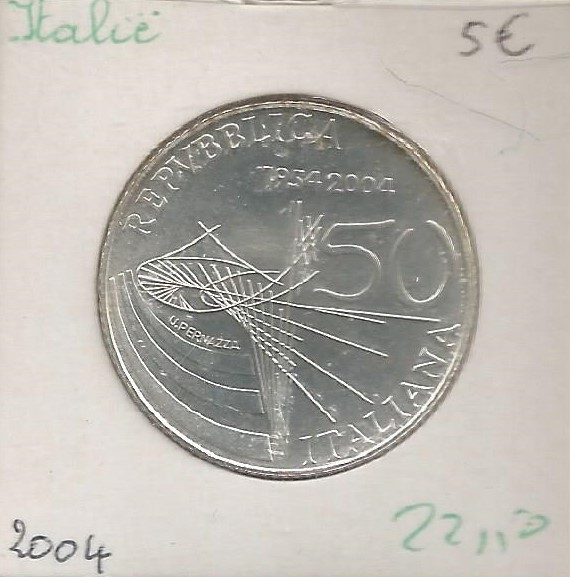 Italië 5€
REPVBBLICA
1954 2004
50
U.PERNAZZA
ITALIANA
2004 22,,50